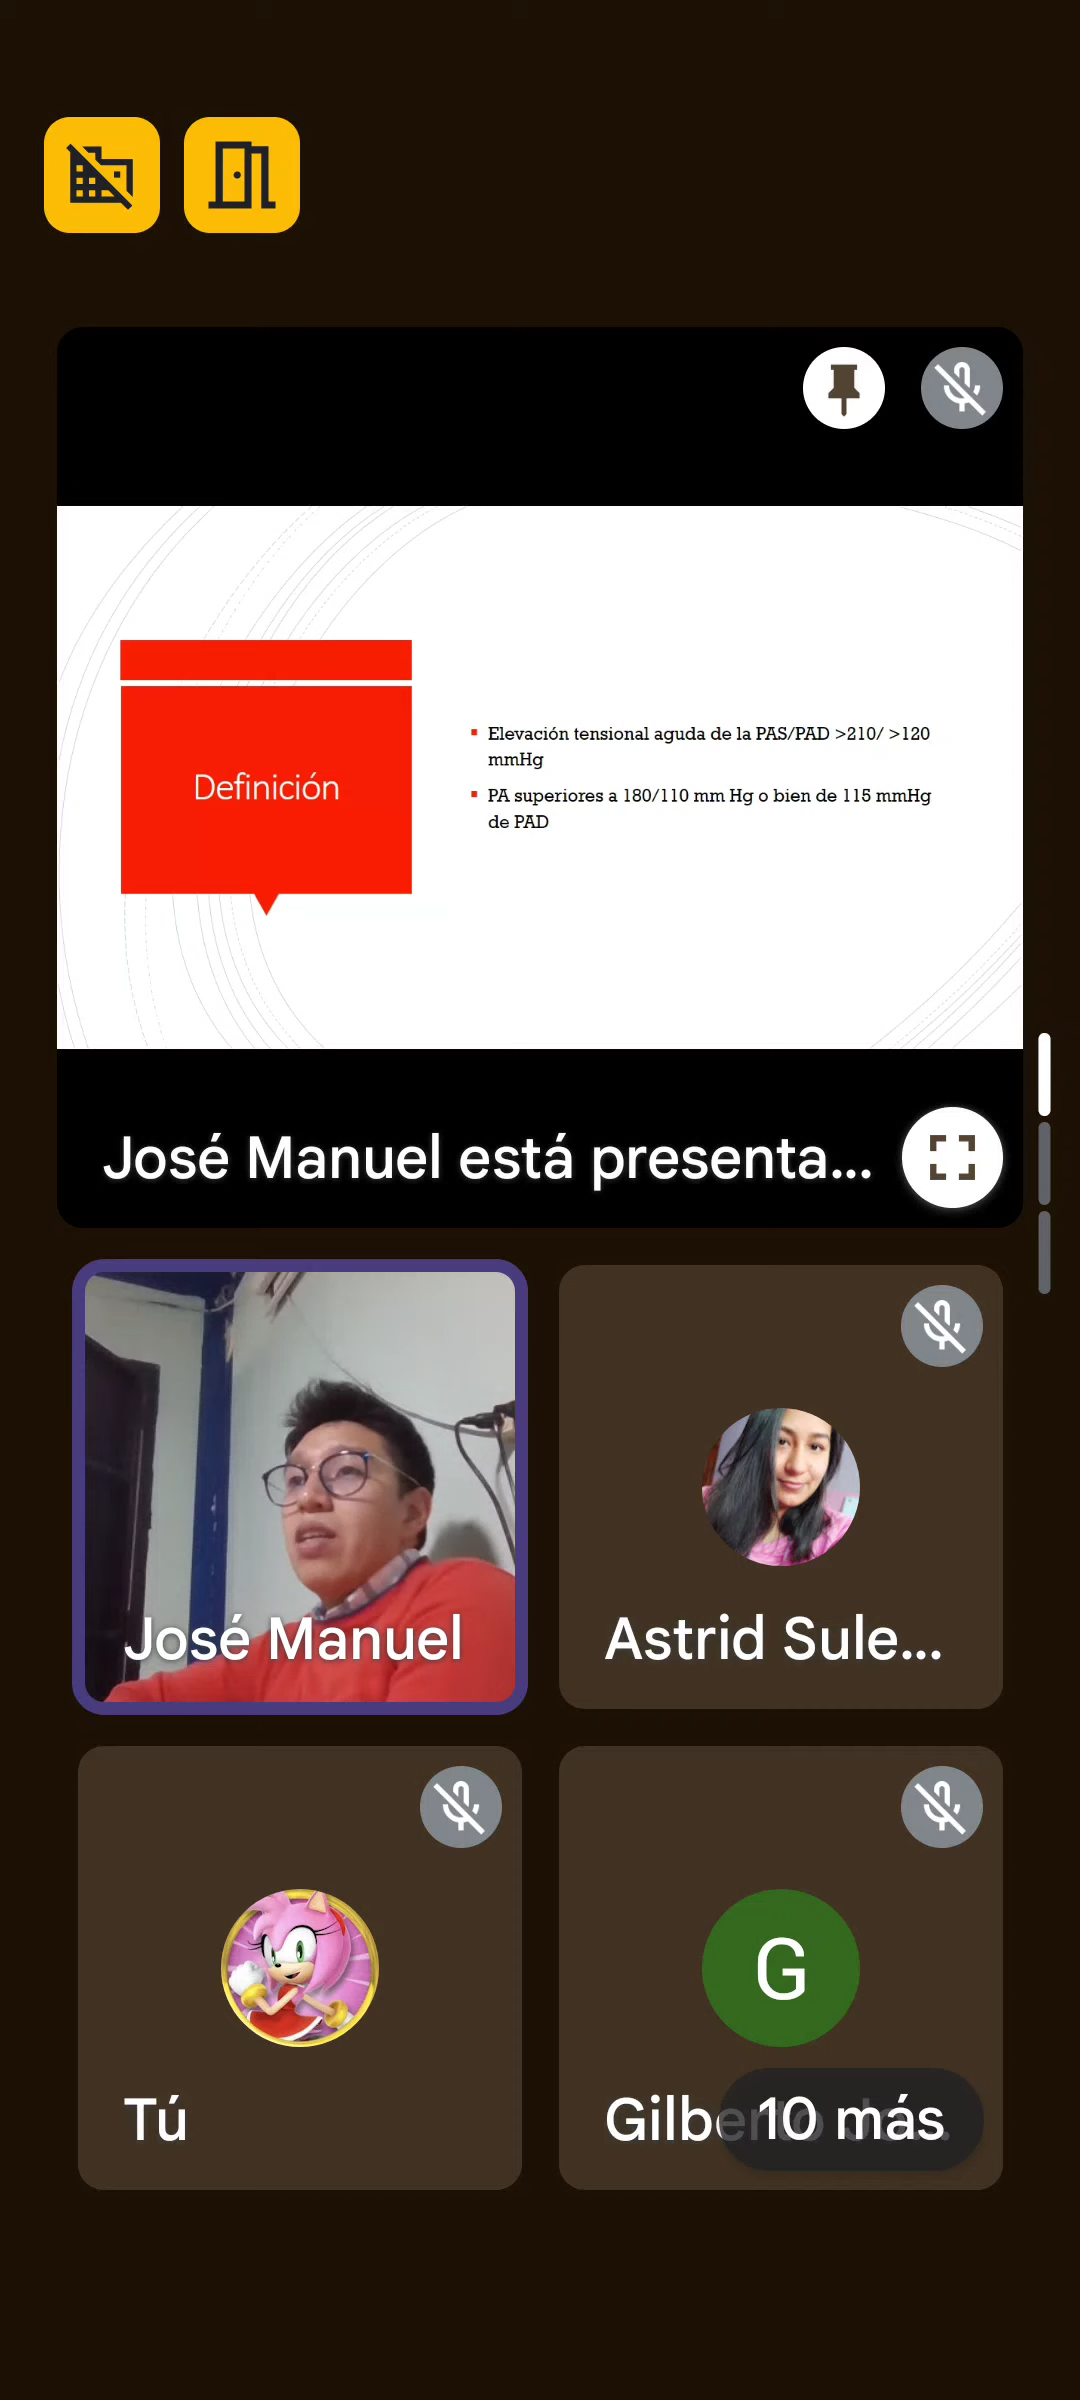 Definición
Elevación tensional aguda de la PAS/PAD >210/ >120
mmHg
PA superiores a 180/110 mm Hg o bien de 115 mmHg
de PAD
José Manuel está presenta...
José Manuel
Astrid Sule...
Tú
G
10 más